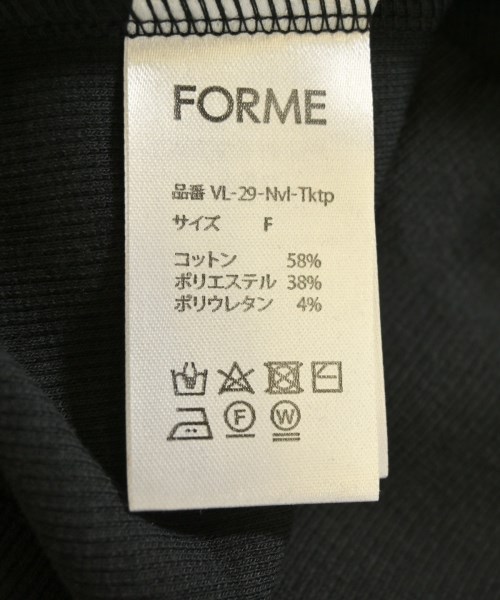 FORME
品番 VL-29-Nvl-Tktp
サイズ F
コットン 58%
ポリエステル 38%
ポリウレタン 4%
F W